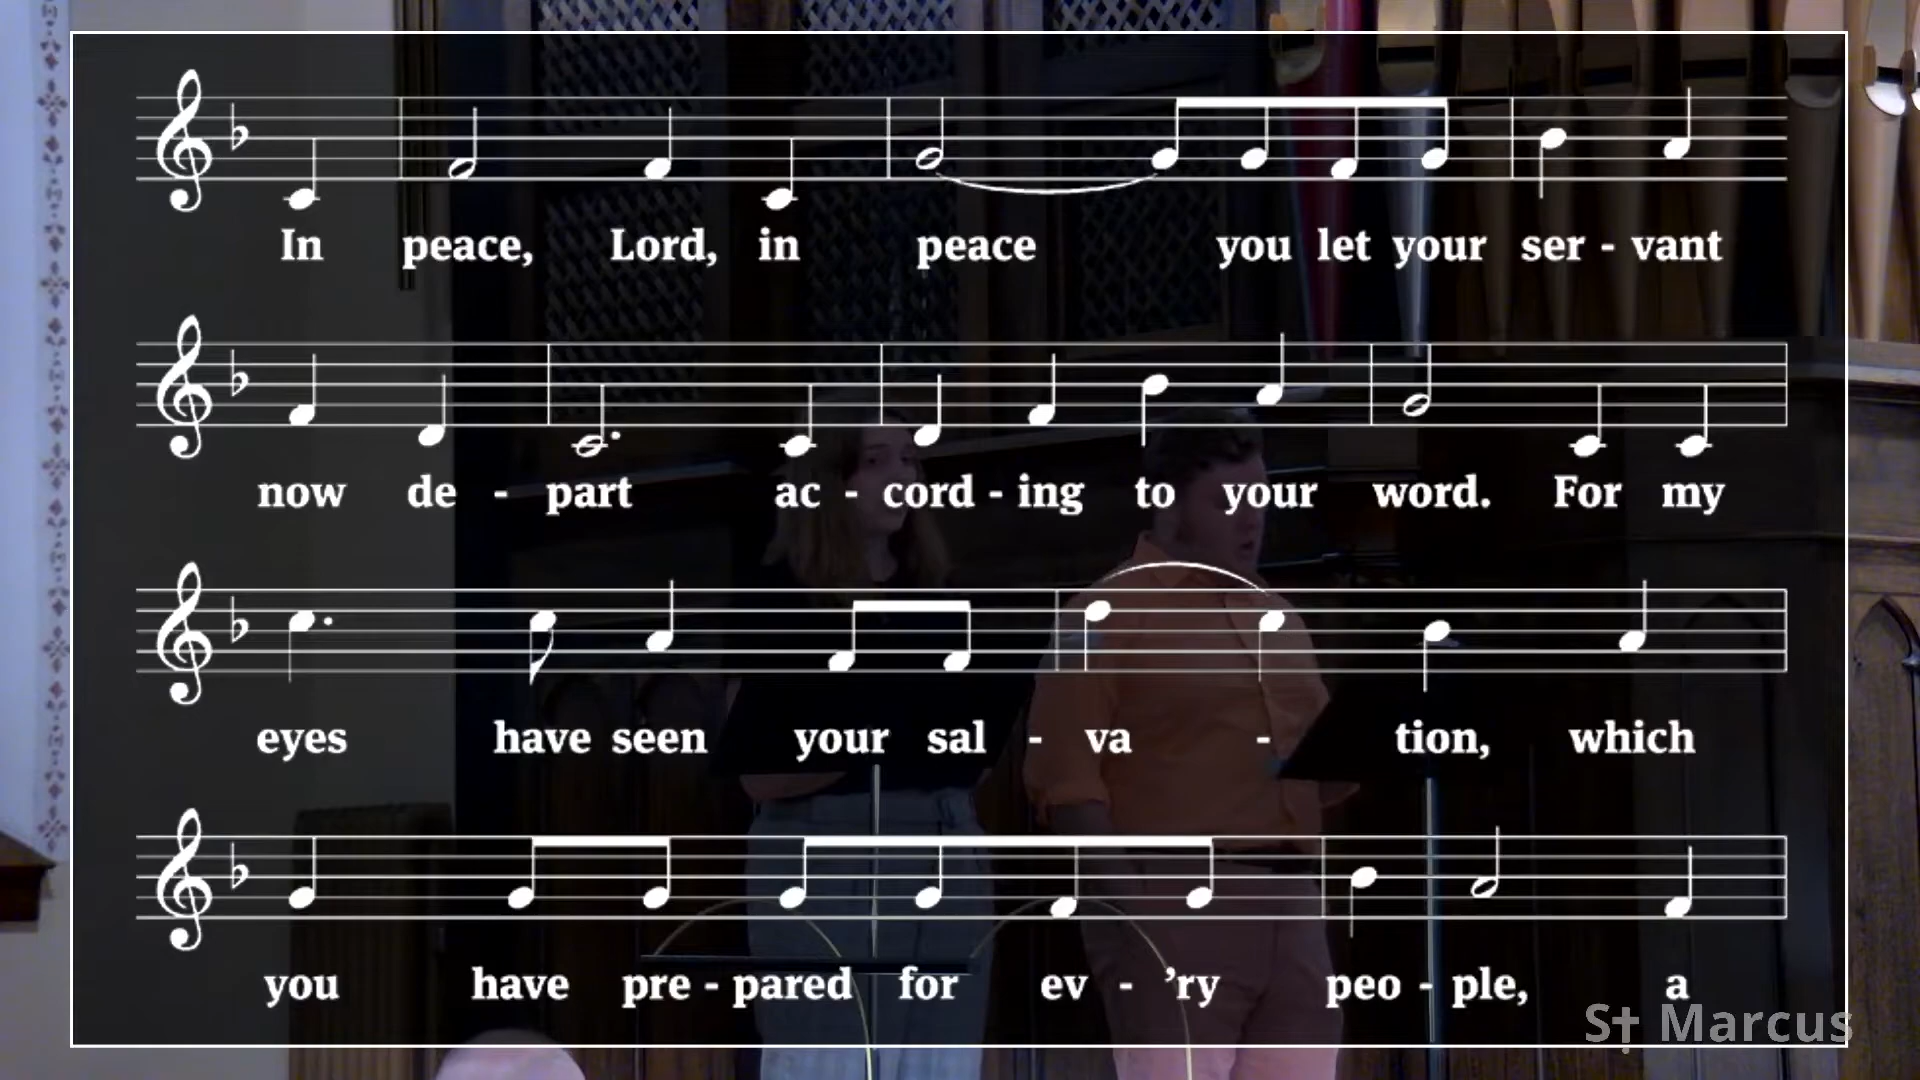 In peace, Lord, in peace you let your ser - vant
now de - part ac - cord - ing to your word. For my
eyes have seen your sal - va - tion, which
you have pre - pared for ev - 'ry peo - ple, a
St Marcus